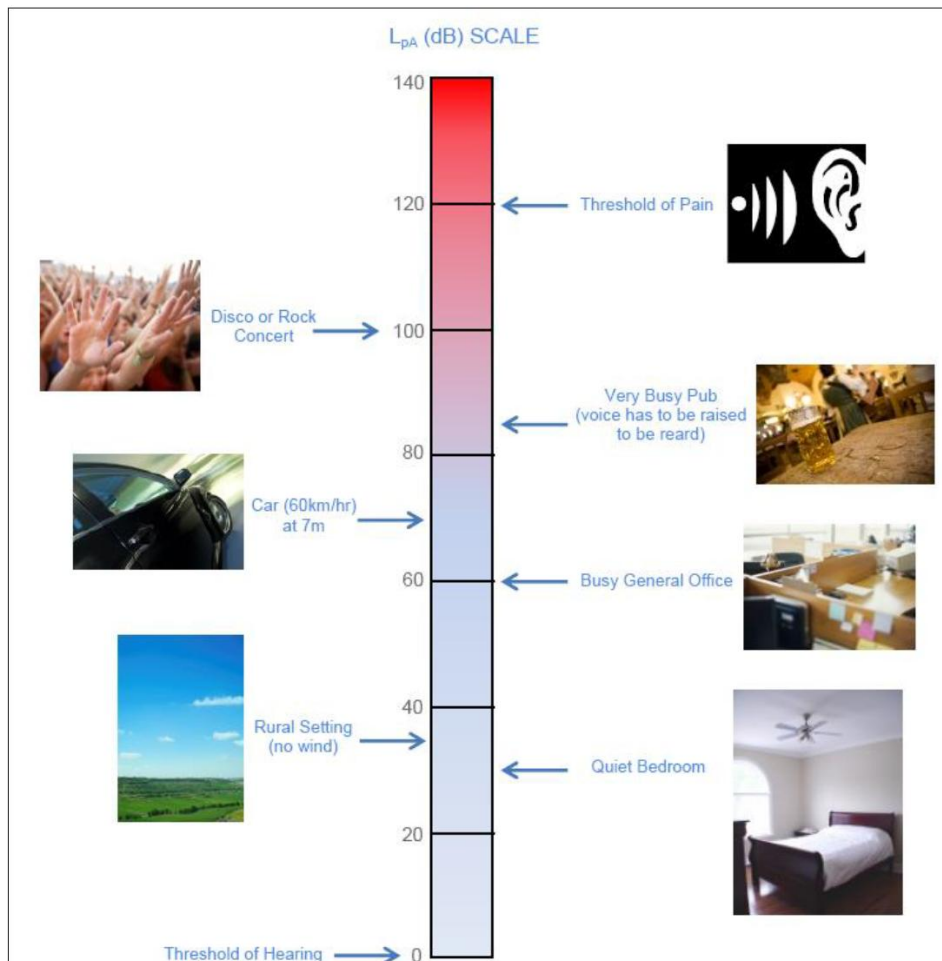 LpA (dB) SCALE
140
120
Threshold of Pain
Disco or Rock
Concert
100
Very Busy Pub
(voice has to be raised
to be reard)
80
Car (60km/hr)
at 7m
60
Busy General Office
40
Rural Setting
(no wind)
Quiet Bedroom
20
Threshold of Hearing
0